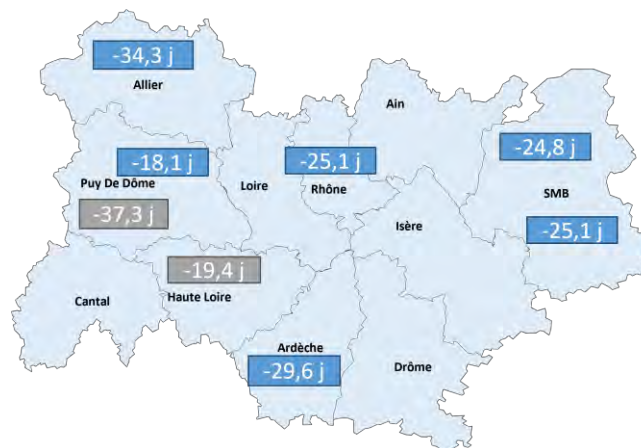 -34,3 j
Allier
Ain
-18,1 j
Puy De Dôme
Loire
-25,1 j
Rhône
-24,8 j
SMB
-37,3 j
Isère
-25,1 j
-19,4 j
Cantal
Haute Loire
Ardèche
-29,6 j
Drôme